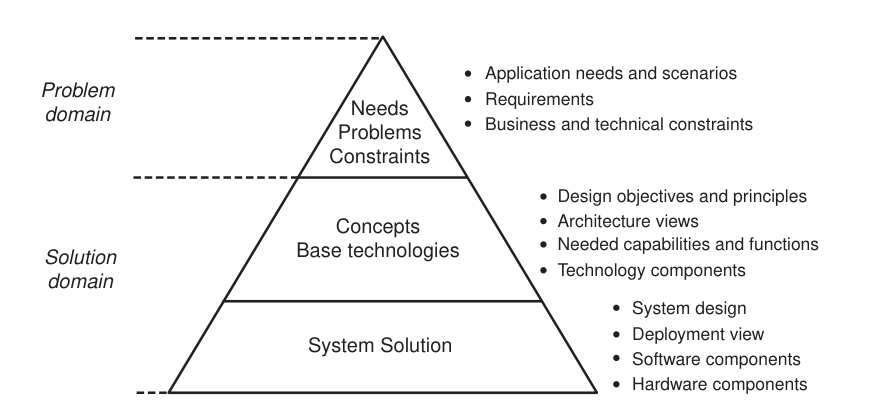 Problem
domain
Needs
Problems
Constraints
• Application needs and scenarios
• Requirements
• Business and technical constraints
Solution
domain
Concepts
Base technologies
• Design objectives and principles
• Architecture views
• Needed capabilities and functions
• Technology components
System Solution
• System design
• Deployment view
• Software components
• Hardware components